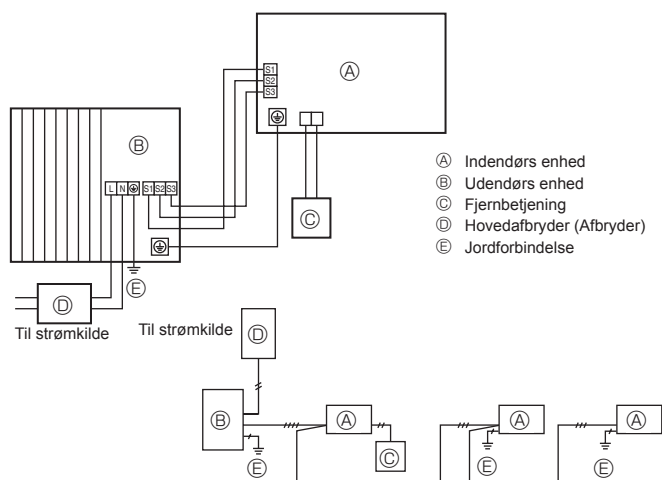 Ⓐ
S1
S2
S3
Ⓑ
L N S1 S2 S3
Ⓒ
Ⓔ
Ⓓ
Til strømkilde
Ⓐ Indendørs enhed
Ⓑ Udendørs enhed
Ⓒ Fjernbetjening
Ⓓ Hovedafbryder (Afbryder)
Ⓔ Jordforbindelse
Til strømkilde
Ⓓ
Ⓑ
Ⓐ
Ⓐ
Ⓐ
Ⓒ
Ⓔ
Ⓔ
Ⓔ